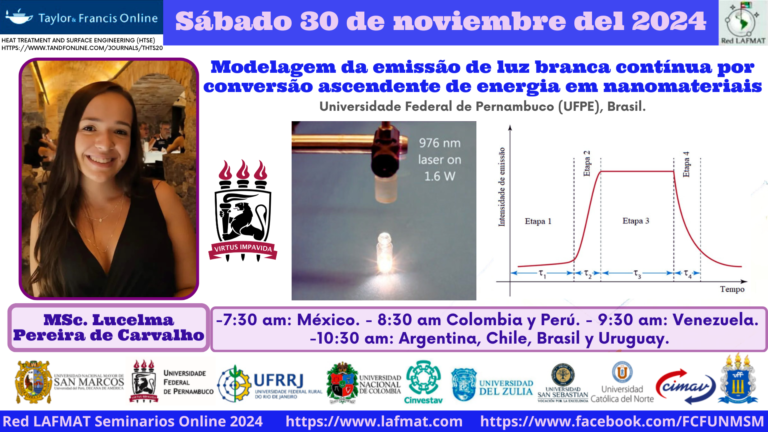 Taylor & Francis Online
Sábado 30 de noviembre del 2024
Red LAFMAT
HEAT TREATMENT AND SURFACE ENGINEERING (HTSE)
HTTPS://WWW.TANDFONLINE.COM/JOURNALS/THTS20
Modelagem da emissão de luz branca contínua por
conversão ascendente de energia em nanomateriais
Universidade Federal de Pernambuco (UFPE), Brasil.
976 nm
laser on
1.6 W
VIRTUS IMPAVIDA
Intensidade de emissão
Etapa 1
Etapa 2
Etapa 3
Etapa 4
τ1
τ2
τ3
τ4
Tempo
MSc. Lucelma
Pereira de Carvalho
-7:30 am: México. - 8:30 am Colombia y Perú. - 9:30 am: Venezuela.
-10:30 am: Argentina, Chile, Brasil y Uruguay.
UNIVERSIDAD NACIONAL MAYOR DE
SAN MARCOS
UNIVERSIDADE
FEDERAL
DE PERNAMBUCO
UFRRJ
UNIVERSIDADE FEDERAL RURAL
DO RIO DE JANEIRO
UNIVERSIDAD
NACIONAL
DE COLOMBIA
Cinvestav
UNIVERSIDAD
DEL ZULIA
UNIVERSIDAD
SAN SEBASTIAN
Universidad
Católica del Norte
cimav
Red LAFMAT Seminarios Online 2024 https://www.lafmat.com https://www.facebook.com/FCFUNMSM